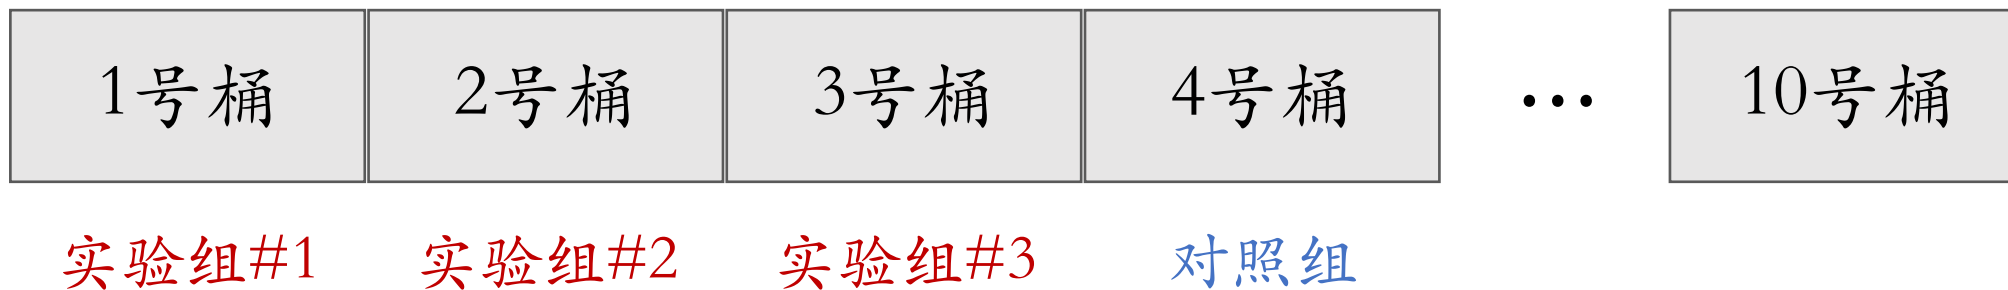 1号桶 2号桶 3号桶 4号桶 … 10号桶
实验组#1 实验组#2 实验组#3 对照组